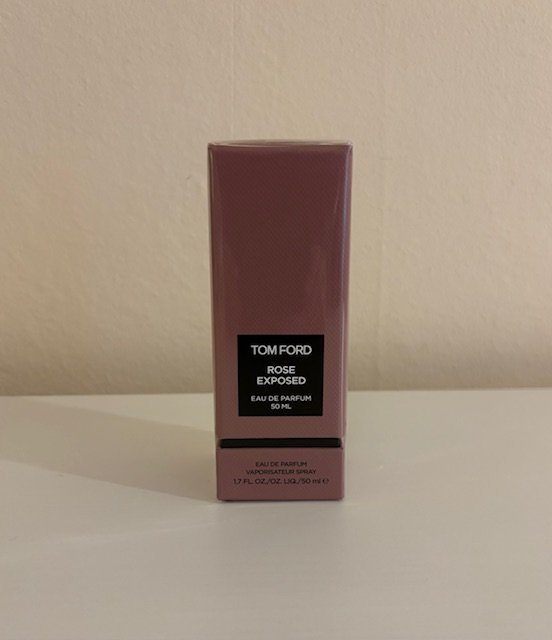 TOM FORD
ROSE
EXPOSED
EAU DE PARFUM
50 ML
EAU DE PARFUM
VAPORISATEUR SPRAY
1.7 FL. OZ./OZ. LIQ./50 ml ℮